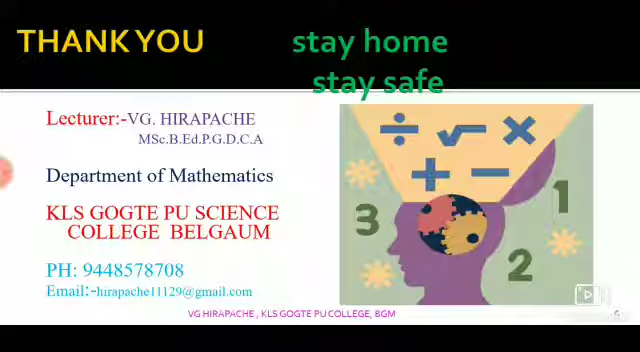 THANK YOU
stay home
stay safe
Lecturer:-VG. HIRAPACHE
MSc.B.Ed.P.G.D.C.A
Department of Mathematics
KLS GOGTE PU SCIENCE
COLLEGE BELGAUM
PH: 9448578708
Email:-hirapache11129@gmail.com
÷ √ ×
+ −
3
1
2
VG HIRAPACHE , KLS GOGTE PU COLLEGE, BGM